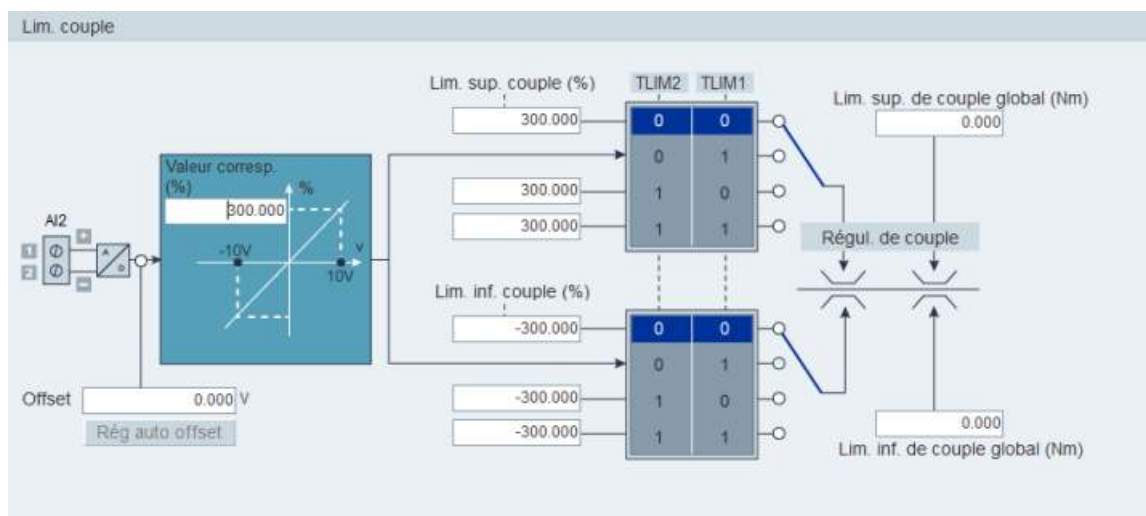 Lim. couple
Lim. sup. couple (%)
TLIM2 TLIM1
Lim. sup. de couple global (Nm)
300.000
0 0
0.000
0 1
Valeur corresp.
(%)
300.000
%
300.000
1 0
300.000
1 1
AI2
+
1
2
A
D
-10V
v
10V
Régul. de couple
Lim. inf. couple (%)
-300.000
0 0
0 1
Offset
0.000 V
-300.000
1 0
0.000
Rég auto offset
-300.000
1 1
Lim. inf. de couple global (Nm)